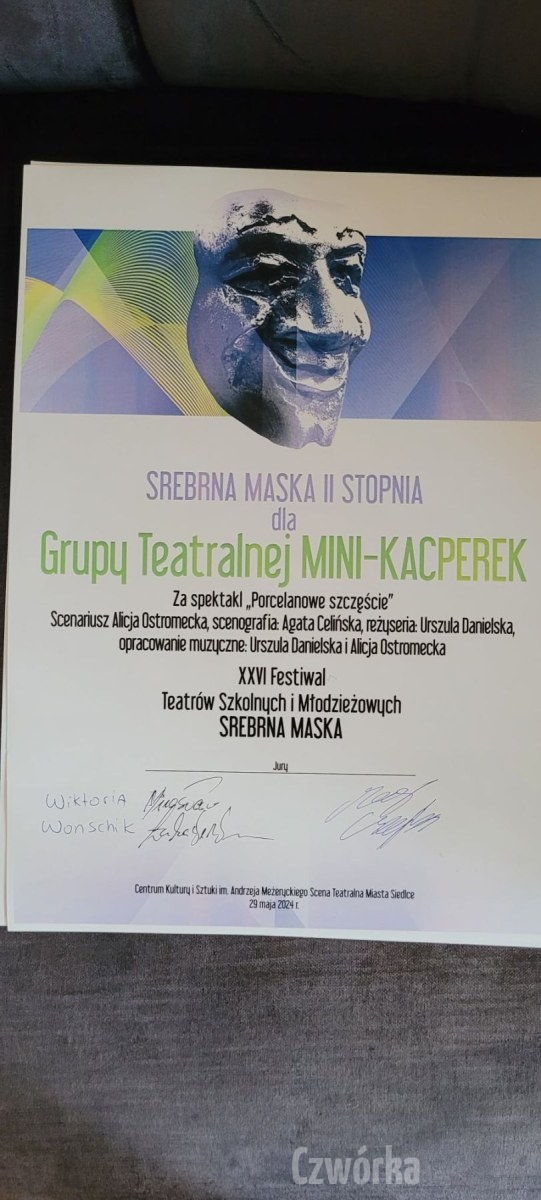 SREBRNA MASKA II STOPNIA
dla
Grupy Teatralnej MINI-KACPEREK
Za spektakl „Porcelanowe szczęście”
Scenariusz Alicja Ostromecka, scenografia: Agata Celińska, reżyseria: Urszula Danielska,
opracowanie muzyczne: Urszula Danielska i Alicja Ostromecka
XXVI Festiwal
Teatrów Szkolnych i Młodzieżowych
SREBRNA MASKA
Jury
Wiktoria
Wonschik
Centrum Kultury i Sztuki im. Andrzeja Meżeryckiego Scena Teatralna Miasta Siedlce
29 maja 2024 r.
Czwórka